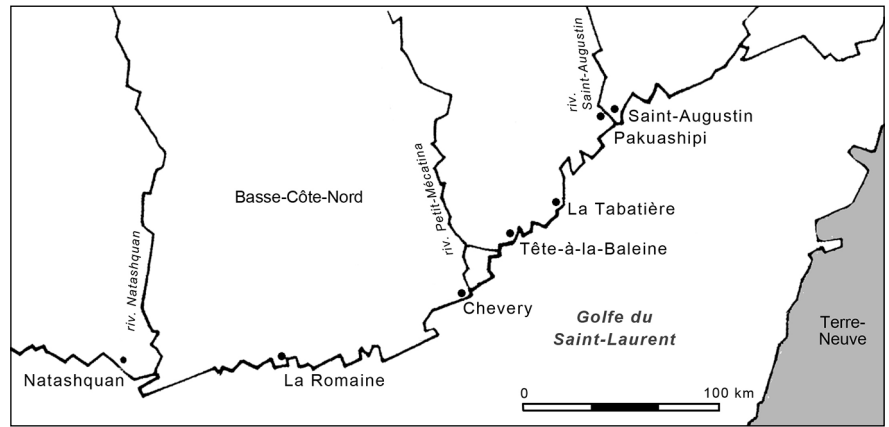 riv.
Saint-Augustin
Saint-Augustin
Pakuashipi
riv. Petit-Mécatina
Basse-Côte-Nord
La Tabatière
riv. Natashquan
Tête-à-la-Baleine
Chevery
Golfe du
Saint-Laurent
Terre-
Neuve
Natashquan
La Romaine
0 100 km